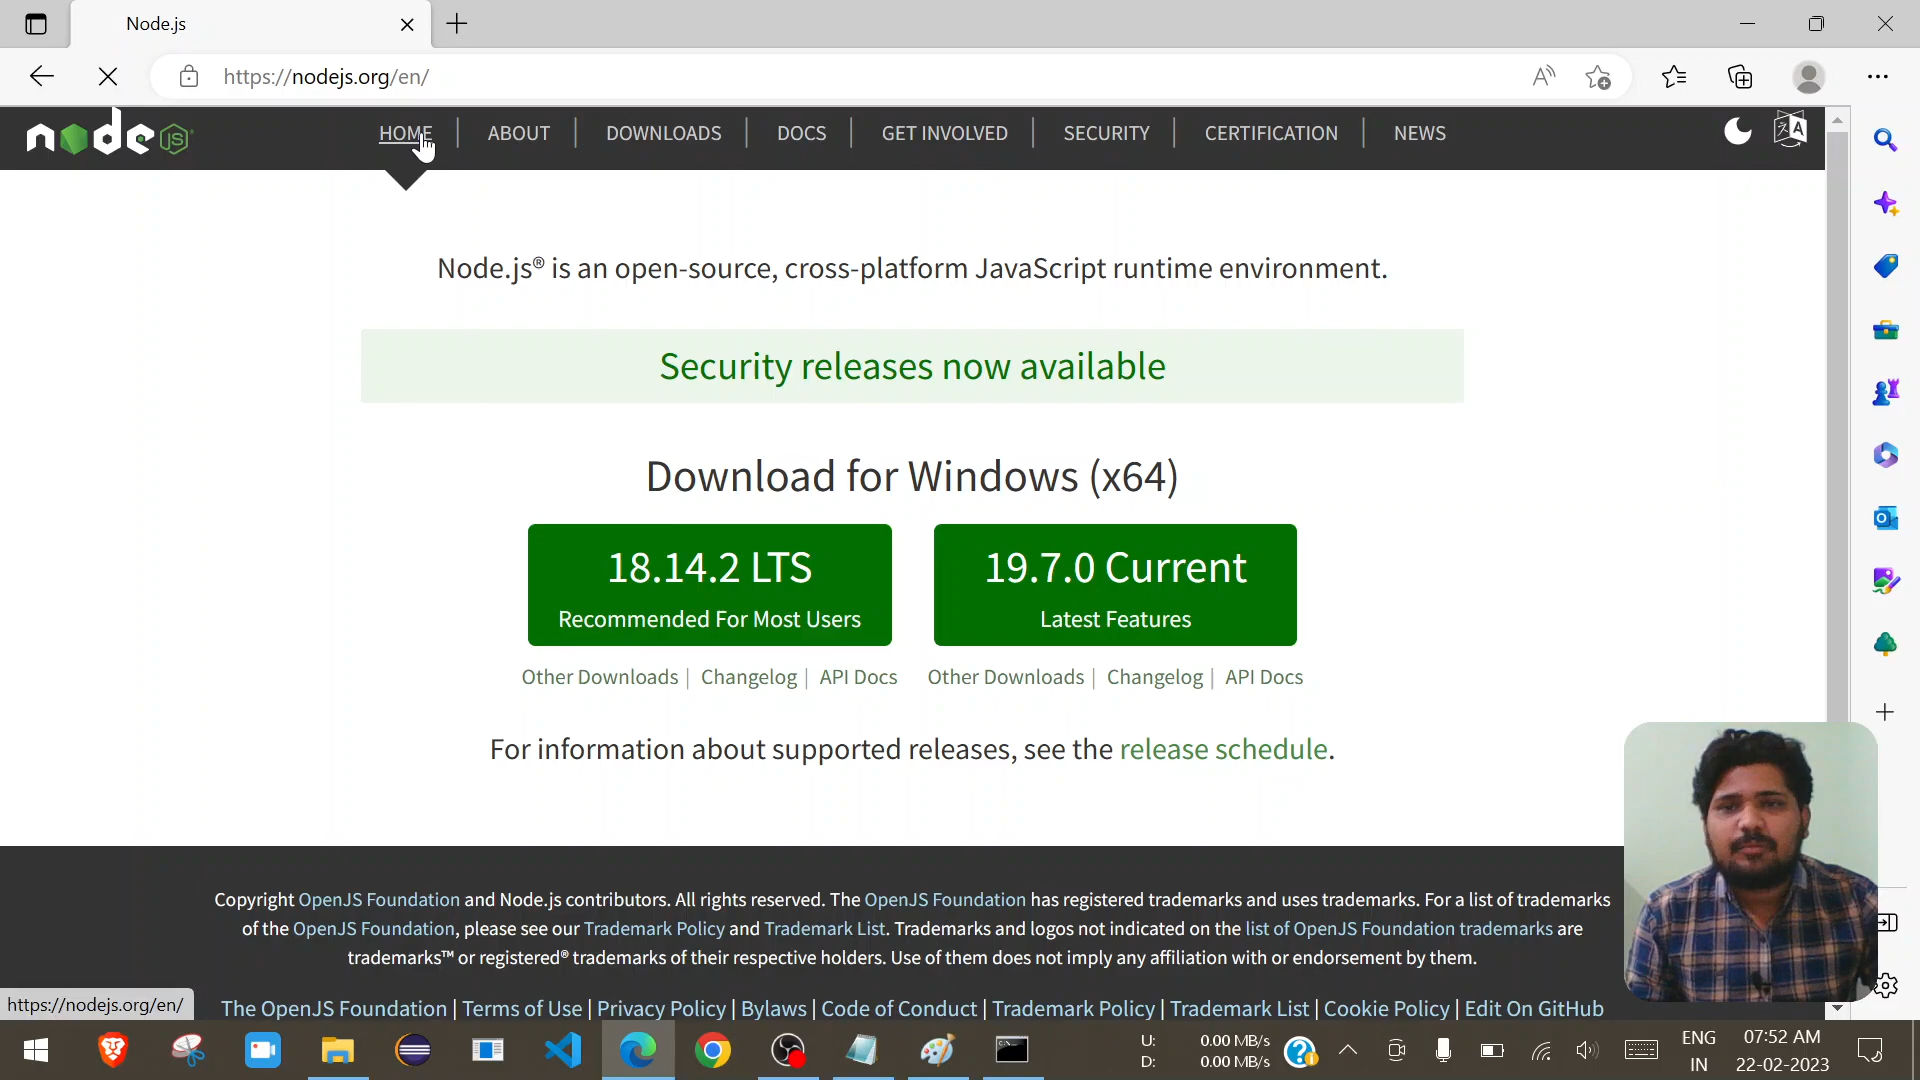 Node.js
https://nodejs.org/en/
node JS
HOME | ABOUT | DOWNLOADS | DOCS | GET INVOLVED | SECURITY | CERTIFICATION | NEWS
Node.js® is an open-source, cross-platform JavaScript runtime environment.
Security releases now available
Download for Windows (x64)
18.14.2 LTS
Recommended For Most Users
19.7.0 Current
Latest Features
Other Downloads | Changelog | API Docs
Other Downloads | Changelog | API Docs
For information about supported releases, see the release schedule.
Copyright OpenJS Foundation and Node.js contributors. All rights reserved. The OpenJS Foundation has registered trademarks and uses trademarks. For a list of trademarks
of the OpenJS Foundation, please see our Trademark Policy and Trademark List. Trademarks and logos not indicated on the list of OpenJS Foundation trademarks are
trademarks™ or registered® trademarks of their respective holders. Use of them does not imply any affiliation with or endorsement by them.
https://nodejs.org/en/
The OpenJS Foundation | Terms of Use | Privacy Policy | Bylaws | Code of Conduct | Trademark Policy | Trademark List | Cookie Policy | Edit On GitHub
U: 0.00 MB/s
D: 0.00 MB/s
ENG
IN
07:52 AM
22-02-2023